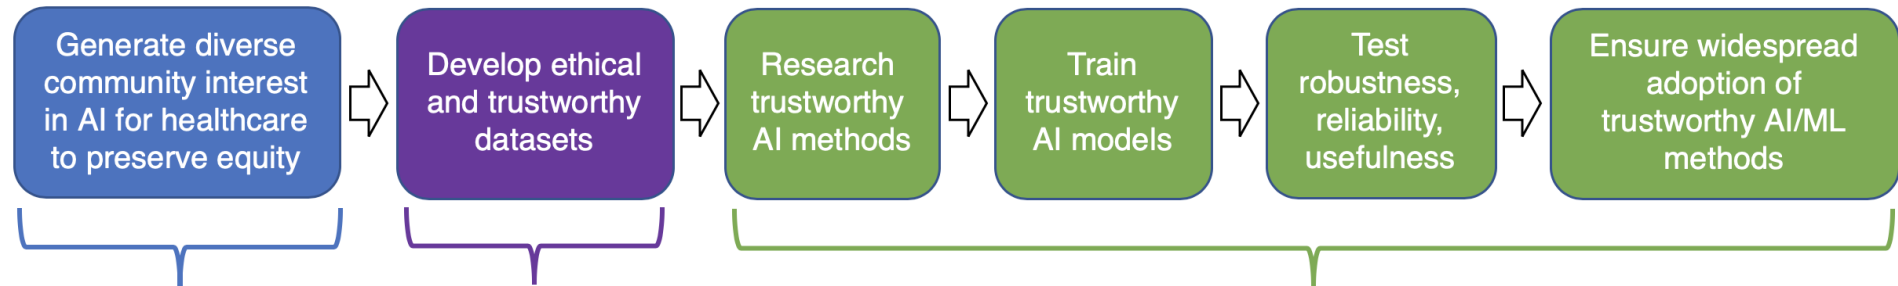 Generate diverse
community interest
in AI for healthcare
to preserve equity
Develop ethical
and trustworthy
datasets
Research
trustworthy
AI methods
Train
trustworthy
AI models
Test
robustness,
reliability,
usefulness
Ensure widespread
adoption of
trustworthy AI/ML
methods